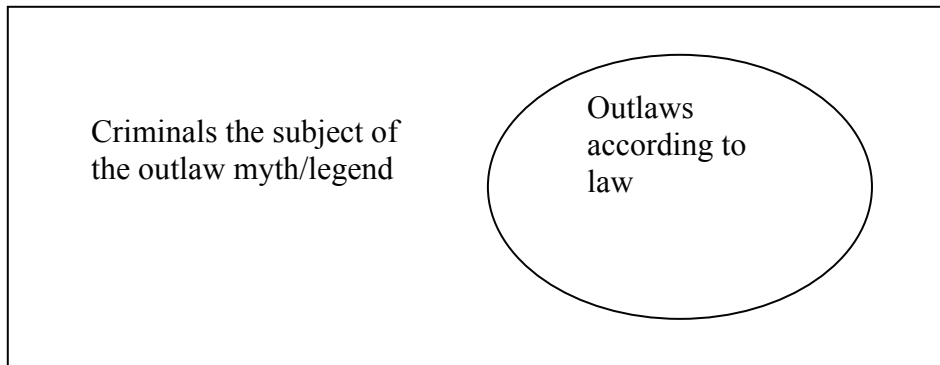 Criminals the subject of
the outlaw myth/legend
Outlaws
according to
law